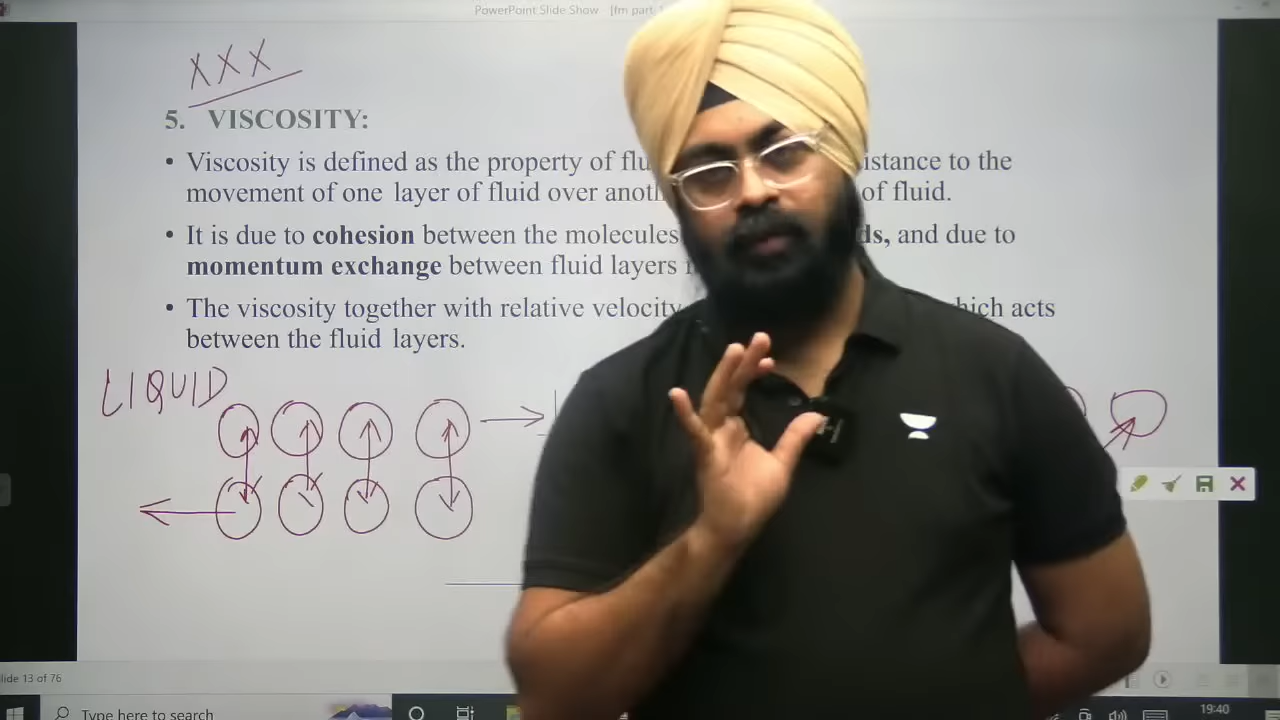 PowerPoint Slide Show - [fm part 1
XXX
5. VISCOSITY:
• Viscosity is defined as the property of flu istance to the
movement of one layer of fluid over anoth of fluid.
• It is due to cohesion between the molecules ds, and due to
momentum exchange between fluid layers i
• The viscosity together with relative velocity hich acts
between the fluid layers.
LIQUID
lide 13 of 76
Type here to search
19:40